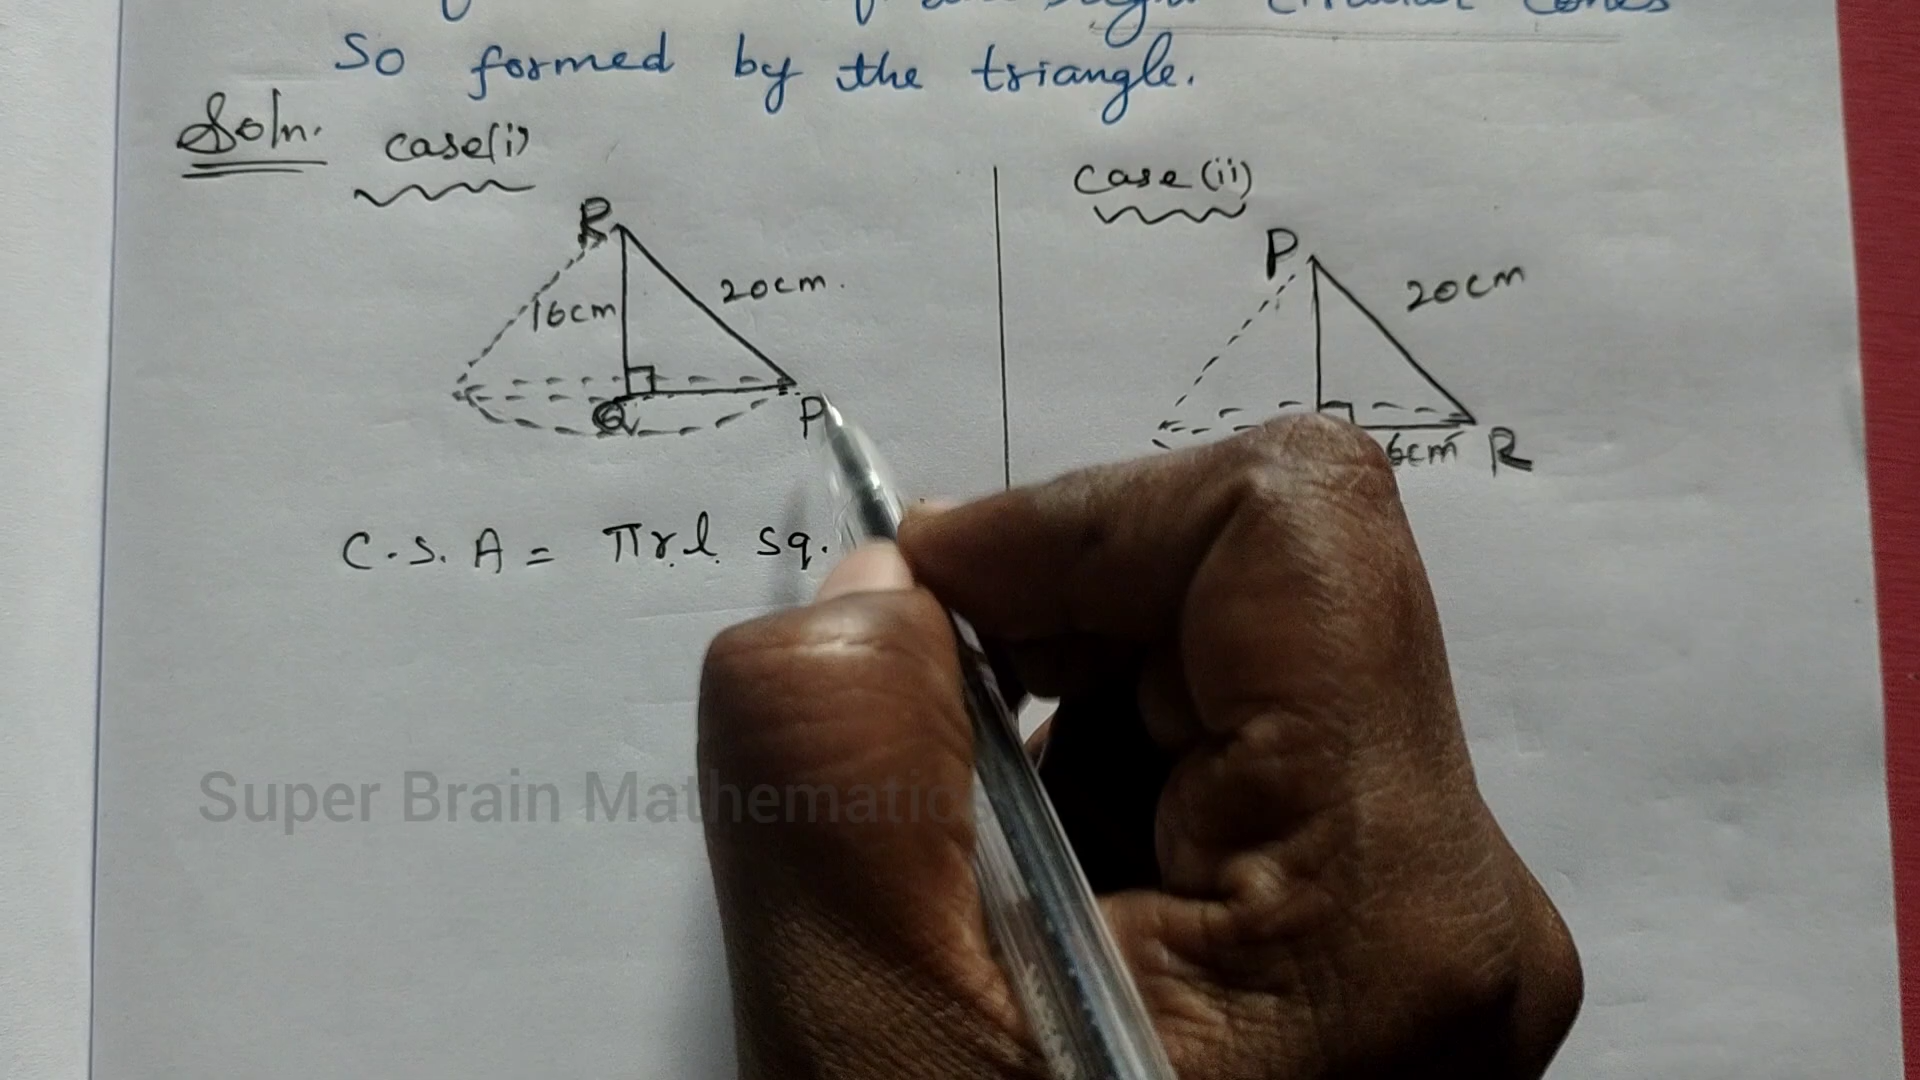 So formed by the triangle.
Soln.
case(i)
R
16cm
20cm.
Q
P
case (ii)
P
20cm
6cm
R
C.S.A = πrl sq.
Super Brain Mathematics